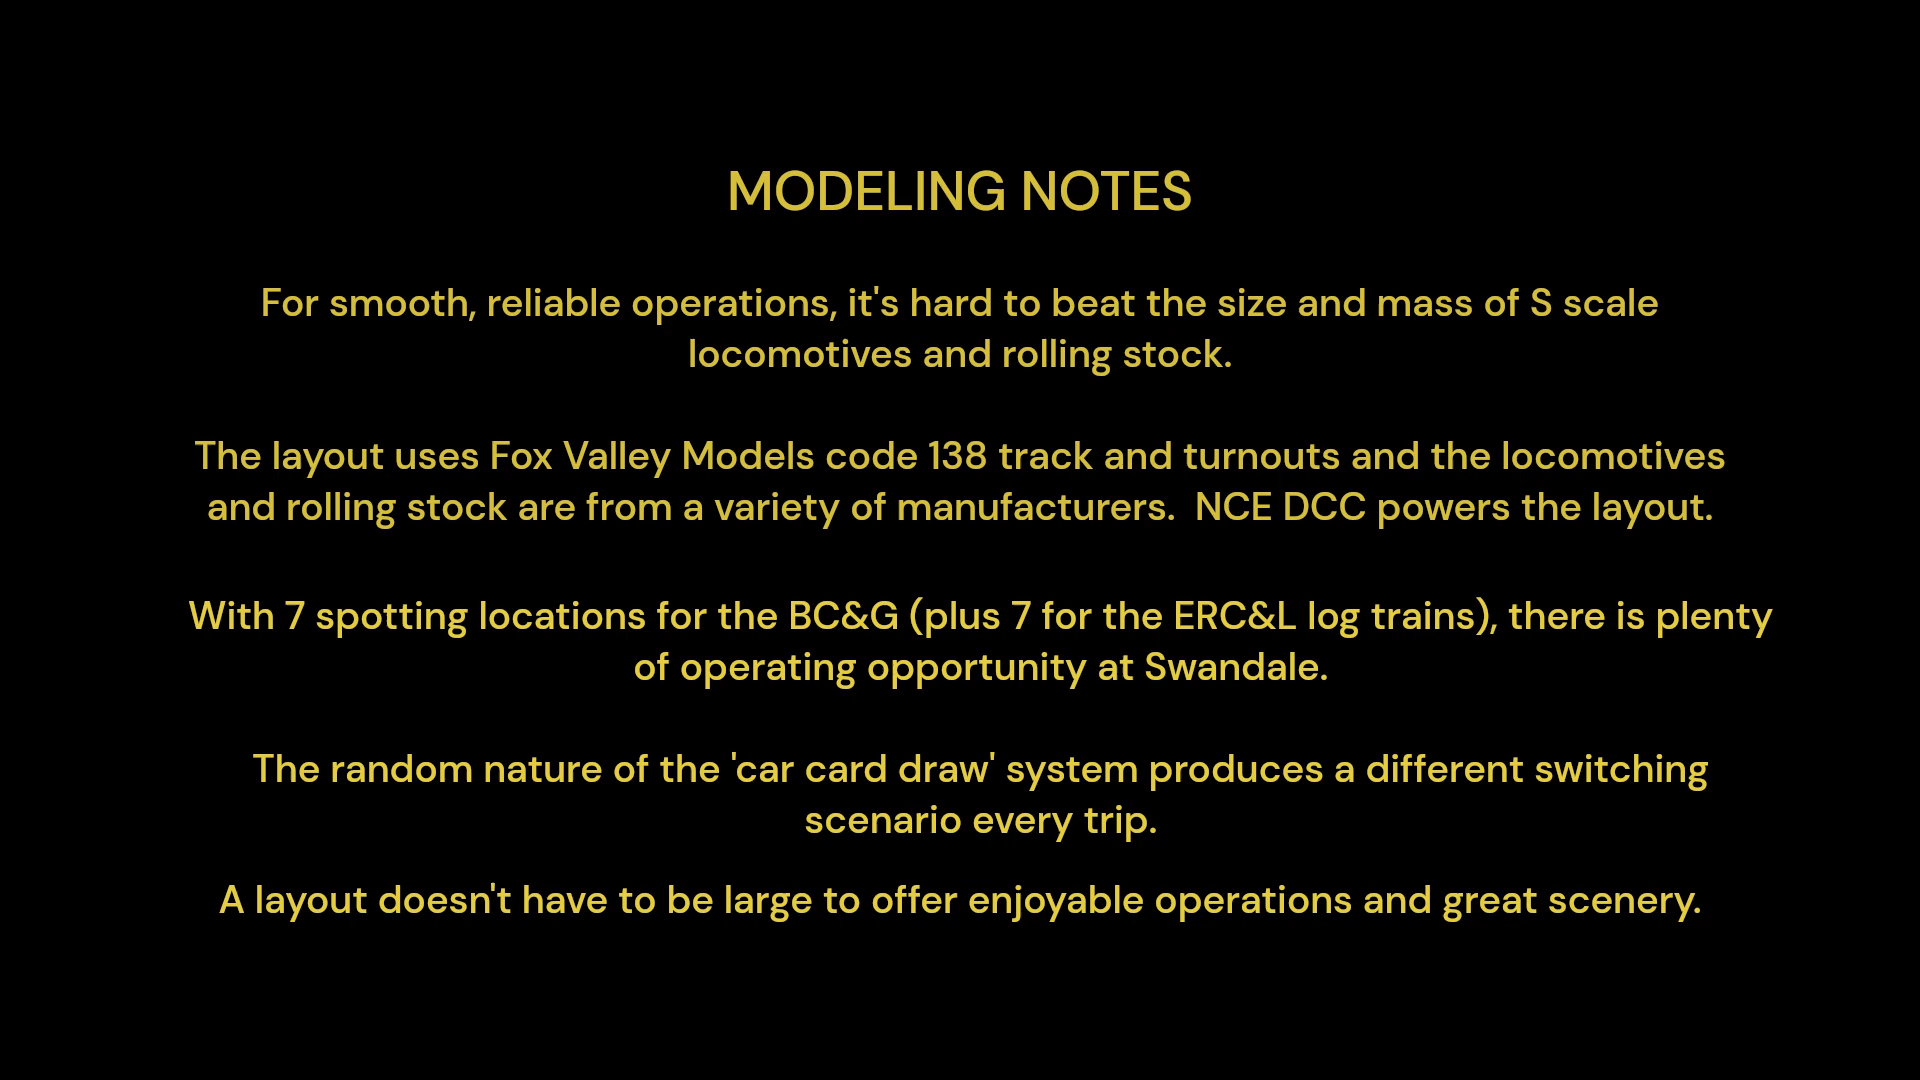 MODELING NOTES
For smooth, reliable operations, it's hard to beat the size and mass of S scale
locomotives and rolling stock.
The layout uses Fox Valley Models code 138 track and turnouts and the locomotives
and rolling stock are from a variety of manufacturers.  NCE DCC powers the layout.
With 7 spotting locations for the BC&G (plus 7 for the ERC&L log trains), there is plenty
of operating opportunity at Swandale.
The random nature of the 'car card draw' system produces a different switching
scenario every trip.
A layout doesn't have to be large to offer enjoyable operations and great scenery.